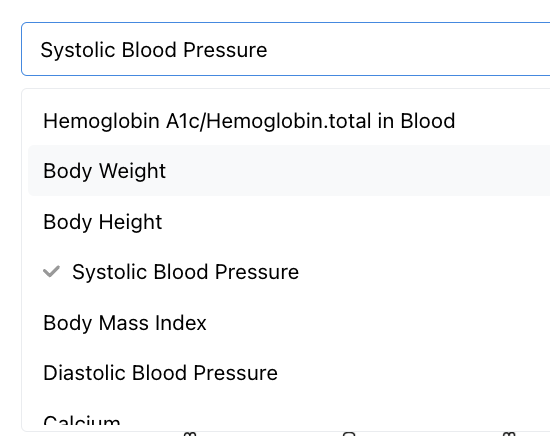 Systolic Blood Pressure
Hemoglobin A1c/Hemoglobin.total in Blood
Body Weight
Body Height
Systolic Blood Pressure
Body Mass Index
Diastolic Blood Pressure
Calcium